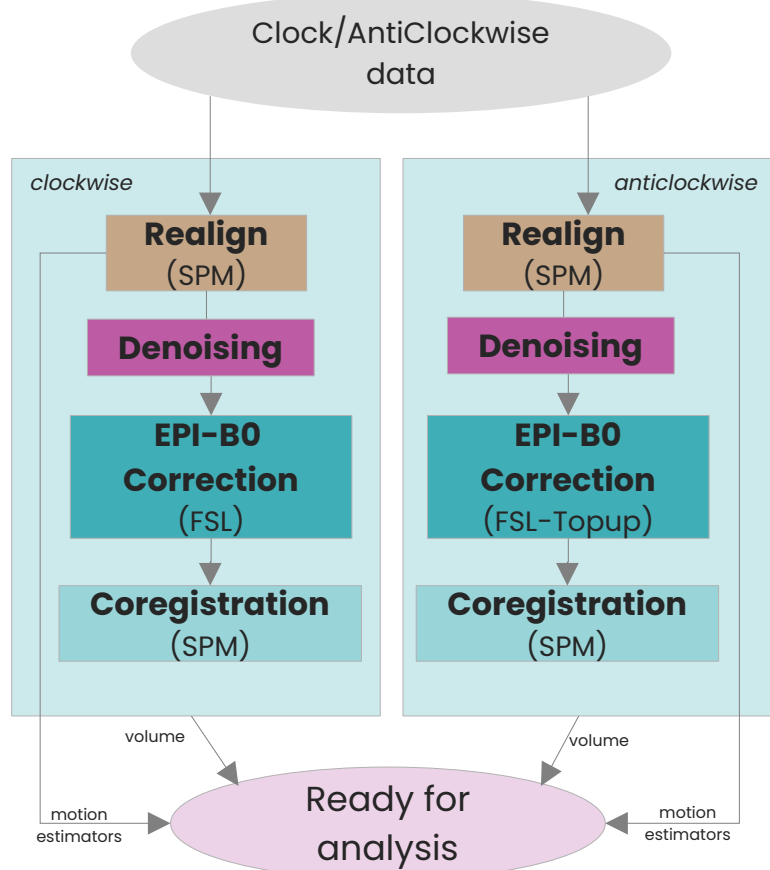 Clock/AntiClockwise
data
clockwise
Realign
(SPM)
Denoising
EPI-B0
Correction
(FSL)
Coregistration
(SPM)
volume
motion
estimators
anticlockwise
Realign
(SPM)
Denoising
EPI-B0
Correction
(FSL-Topup)
Coregistration
(SPM)
volume
motion
estimators
Ready for
analysis